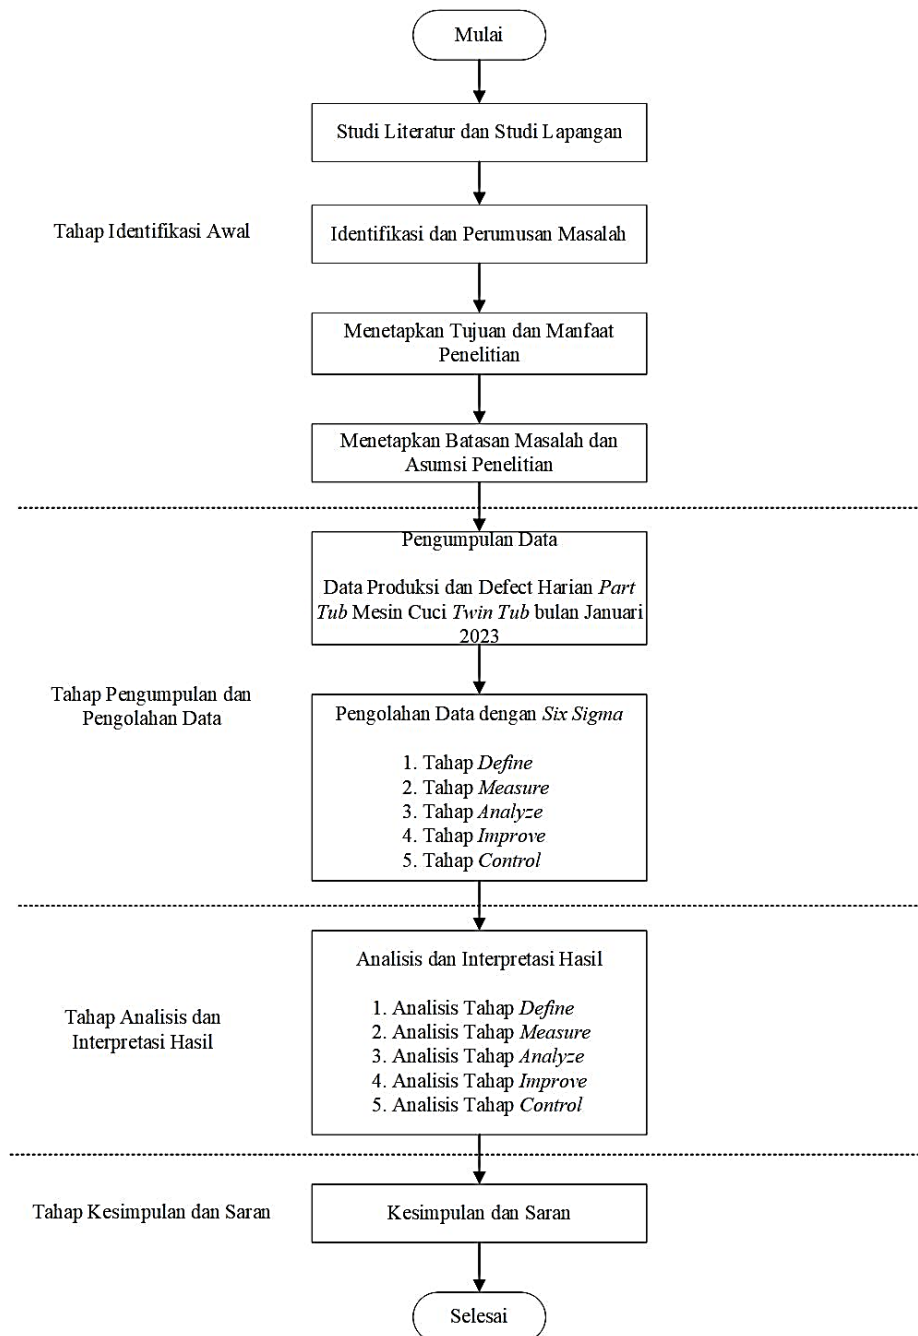 Mulai
Studi Literatur dan Studi Lapangan
Tahap Identifikasi Awal
Identifikasi dan Perumusan Masalah
Menetapkan Tujuan dan Manfaat
Penelitian
Menetapkan Batasan Masalah dan
Asumsi Penelitian
Pengumpulan Data
Data Produksi dan Defect Harian Part
Tub Mesin Cuci Twin Tub bulan Januari
2023
Tahap Pengumpulan dan
Pengolahan Data
Pengolahan Data dengan Six Sigma
1. Tahap Define
2. Tahap Measure
3. Tahap Analyze
4. Tahap Improve
5. Tahap Control
Tahap Analisis dan
Interpretasi Hasil
Analisis dan Interpretasi Hasil
1. Analisis Tahap Define
2. Analisis Tahap Measure
3. Analisis Tahap Analyze
4. Analisis Tahap Improve
5. Analisis Tahap Control
Tahap Kesimpulan dan Saran
Kesimpulan dan Saran
Selesai